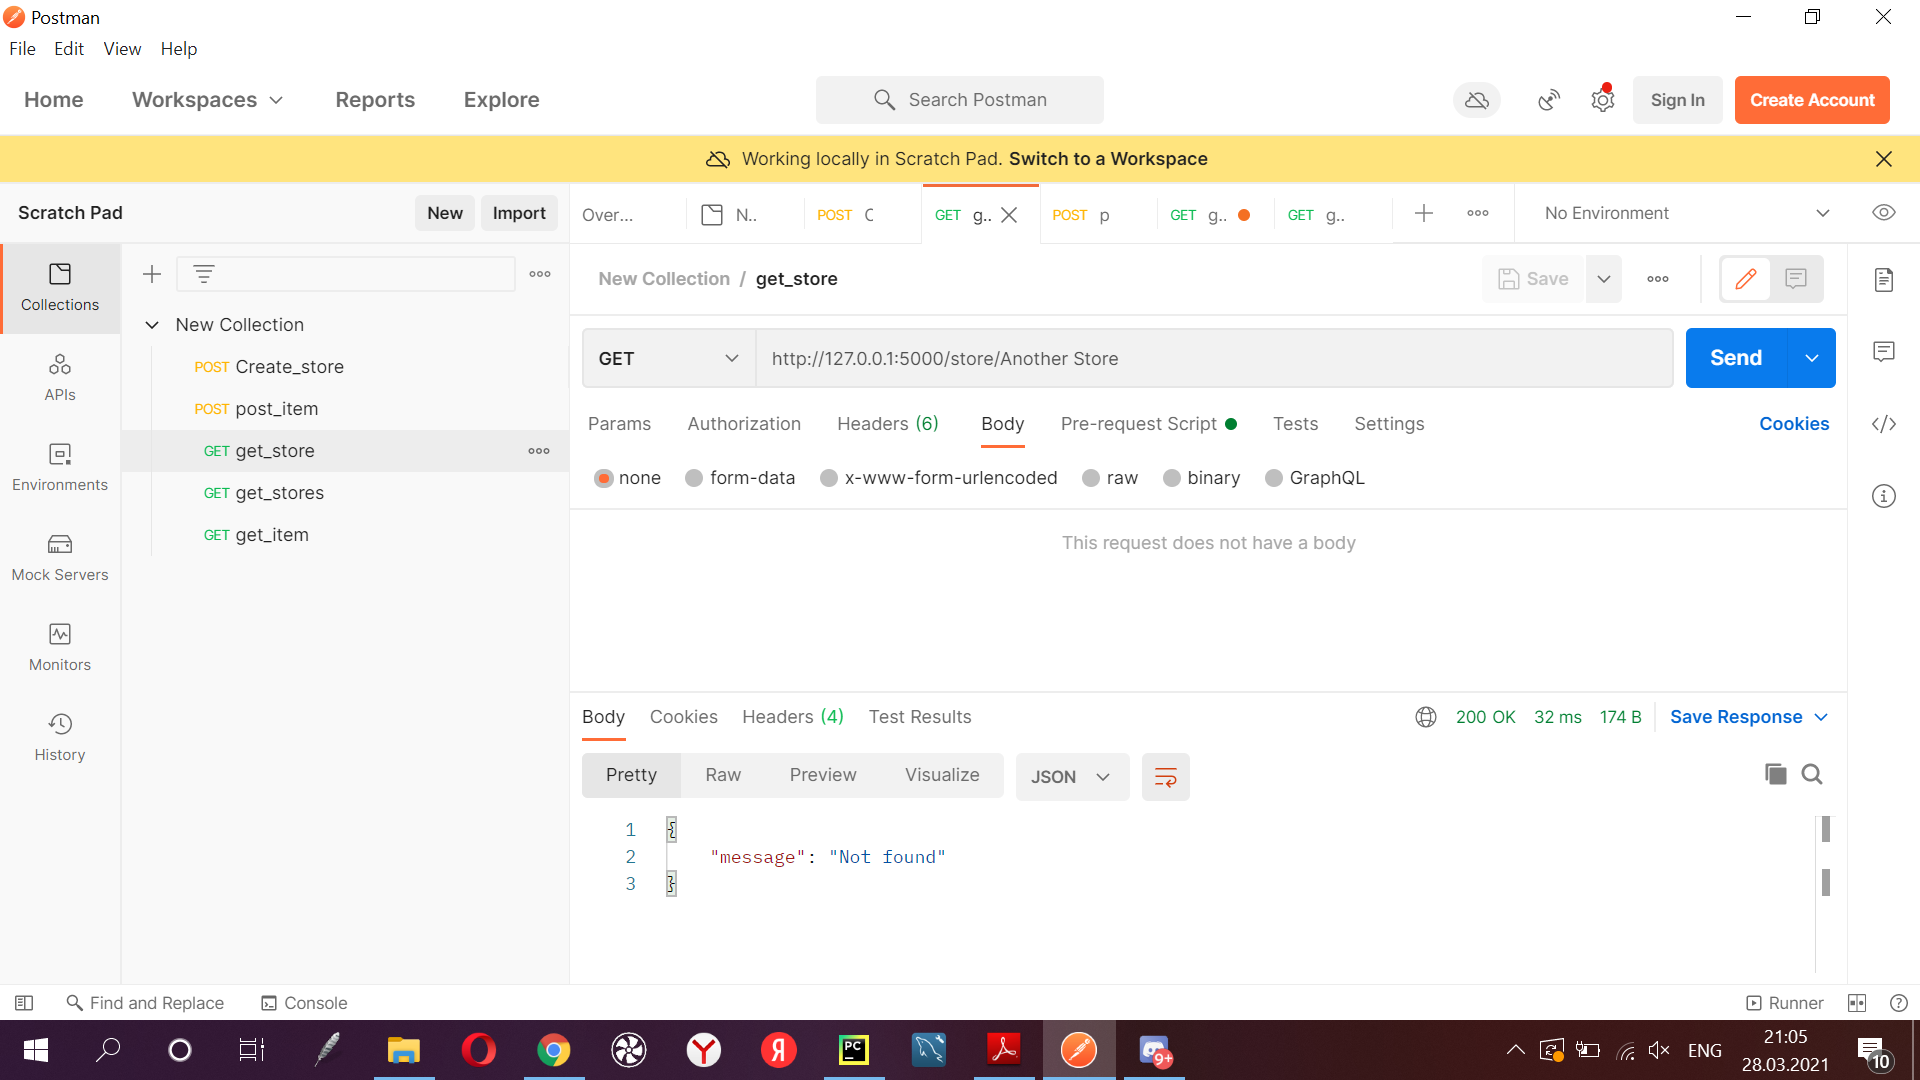 Postman
File Edit View Help
Home Workspaces Reports Explore Search Postman Sign In Create Account
Working locally in Scratch Pad. Switch to a Workspace
Scratch Pad New Import Over... N.. POST C GET g.. POST p GET g.. GET g.. No Environment
Collections
APIs
Environments
Mock Servers
Monitors
History
New Collection
POST Create_store
POST post_item
GET get_store
GET get_stores
GET get_item
New Collection / get_store Save
GET http://127.0.0.1:5000/store/Another Store Send
Params Authorization Headers (6) Body Pre-request Script Tests Settings Cookies
none form-data x-www-form-urlencoded raw binary GraphQL
This request does not have a body
Body Cookies Headers (4) Test Results 200 OK 32 ms 174 B Save Response
Pretty Raw Preview Visualize JSON
1 {
2 "message": "Not found"
3 }
Find and Replace Console Runner
PC Я 9+ ENG 21:05
28.03.2021 10